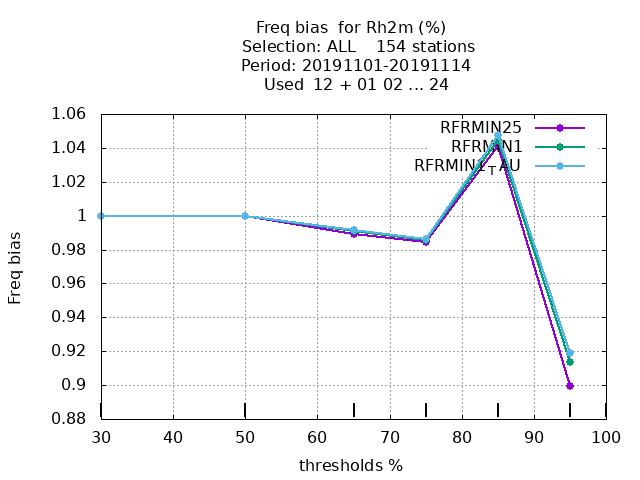 Freq bias  for Rh2m (%)
Selection: ALL    154 stations
Period: 20191101-20191114
Used  12 + 01 02 ... 24
1.06
1.04
1.02
1
0.98
0.96
0.94
0.92
0.9
0.88
Freq bias
RFRMIN25
RFRMIN1
RFRMIN1_TAU
30 40 50 60 70 80 90 100
thresholds %